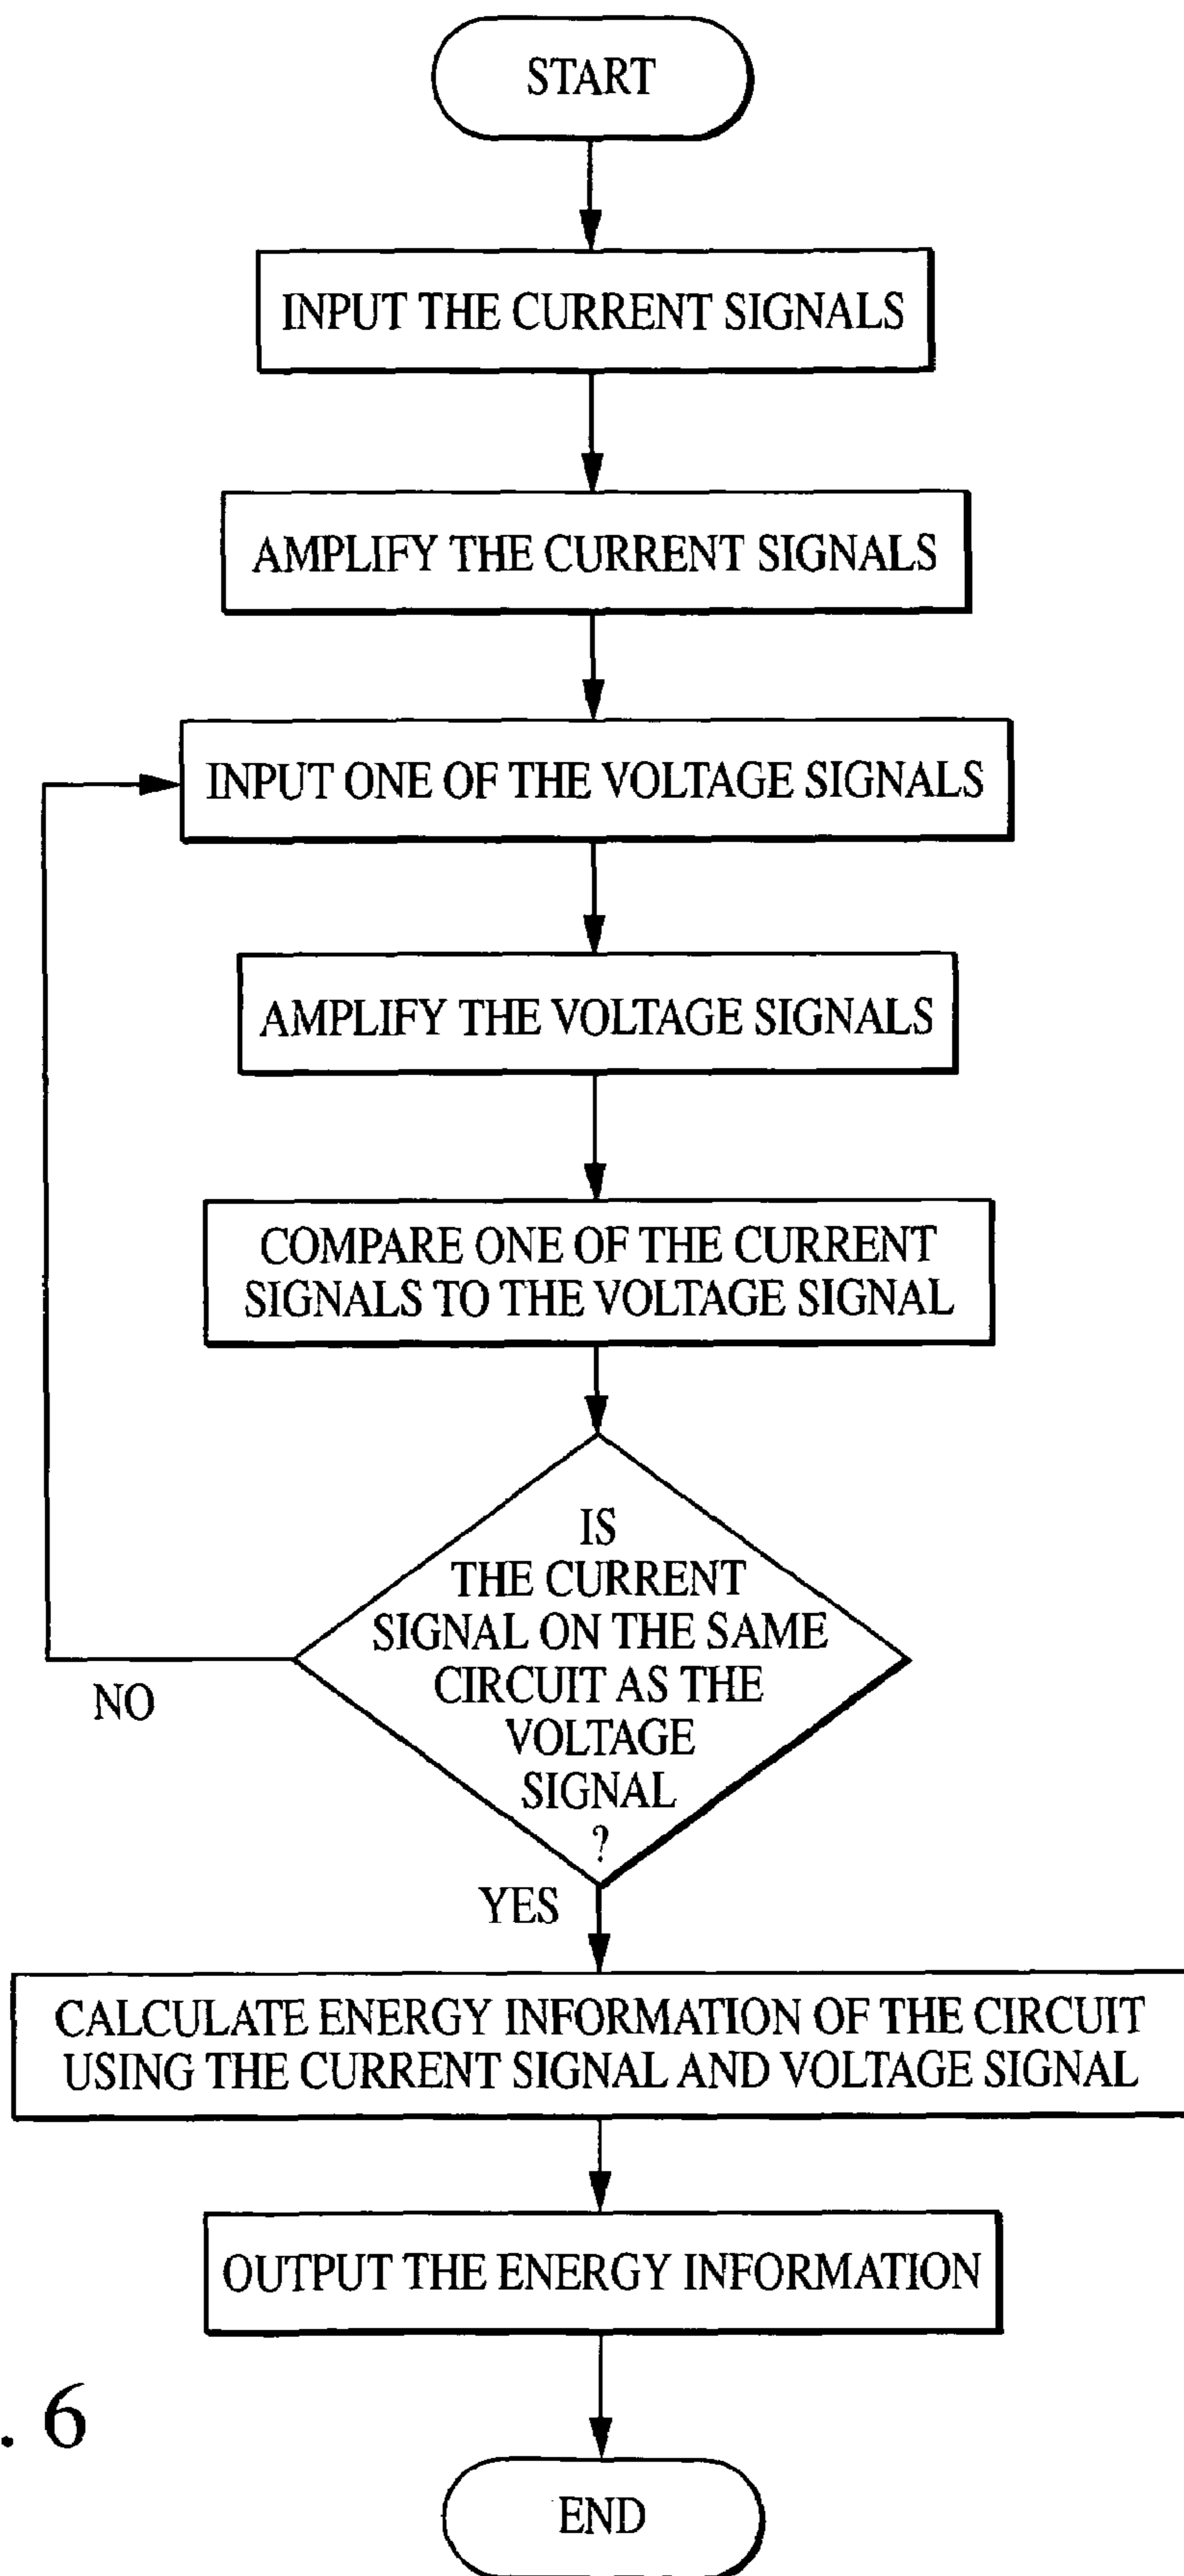 START
INPUT THE CURRENT SIGNALS
AMPLIFY THE CURRENT SIGNALS
INPUT ONE OF THE VOLTAGE SIGNALS
AMPLIFY THE VOLTAGE SIGNALS
COMPARE ONE OF THE CURRENT
SIGNALS TO THE VOLTAGE SIGNAL
IS
THE CURRENT
SIGNAL ON THE SAME
CIRCUIT AS THE
VOLTAGE
SIGNAL
?
NO
YES
CALCULATE ENERGY INFORMATION OF THE CIRCUIT
USING THE CURRENT SIGNAL AND VOLTAGE SIGNAL
OUTPUT THE ENERGY INFORMATION
. 6
END